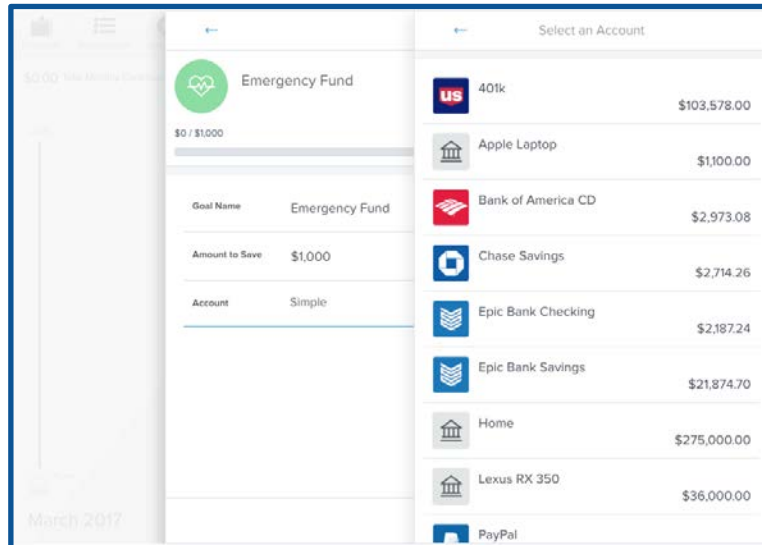 Select an Account
Emergency Fund
$0 / $1,000
Goal Name Emergency Fund
Amount to Save $1,000
Account Simple
us 401k
$103,578.00
Apple Laptop
$1,100.00
Bank of America CD
$2,973.08
Chase Savings
$2,714.26
Epic Bank Checking
$2,187.24
Epic Bank Savings
$21,874.70
Home
$275,000.00
Lexus RX 350
$36,000.00
PayPal
$0.00
March 2017